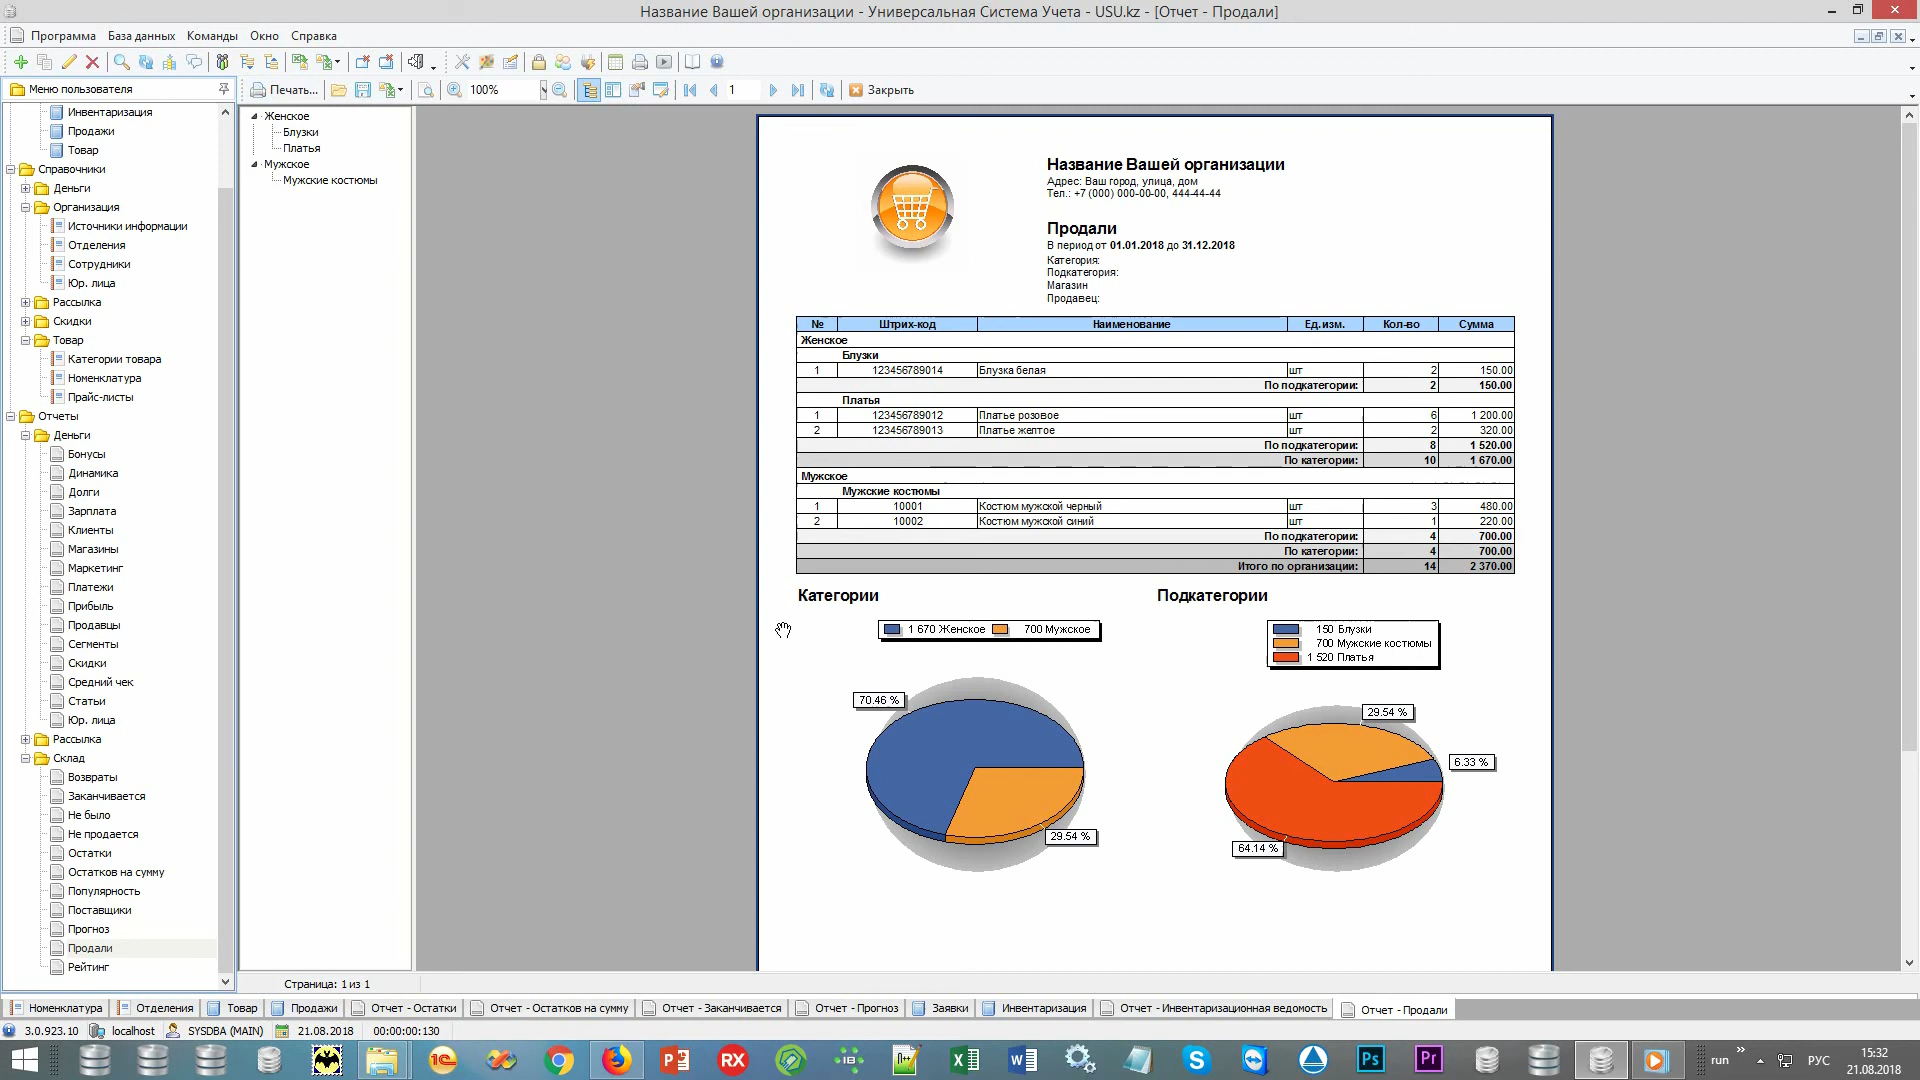 Название Вашей организации - Универсальная Система Учета - USU.kz - [Отчет - Продали]
Программа База данных Команды Окно Справка
Меню пользователя
Печать... 100% 1 Закрыть
Инвентаризация
Продажи
Товар
Справочники
Деньги
Организация
Источники информации
Отделения
Сотрудники
Юр. лица
Рассылка
Скидки
Товар
Категории товара
Номенклатура
Прайс-листы
Отчеты
Деньги
Бонусы
Динамика
Долги
Зарплата
Клиенты
Магазины
Маркетинг
Платежи
Прибыль
Продавцы
Сегменты
Скидки
Средний чек
Статьи
Юр. лица
Рассылка
Склад
Возвраты
Заканчивается
Не было
Не продается
Остатки
Остатков на сумму
Популярность
Поставщики
Прогноз
Продали
Рейтинг
Женское
Блузки
Платья
Мужское
Мужские костюмы
Название Вашей организации
Адрес: Ваш город, улица, дом
Тел.: +7 (000) 000-00-00, 444-44-44
Продали
В период от 01.01.2018 до 31.12.2018
Категория:
Подкатегория:
Магазин
Продавец:
№ Штрих-код Наименование Ед.изм. Кол-во Сумма
Женское
Блузки
1 123456789014 Блузка белая шт 2 150.00
По подкатегории: 2 150.00
Платья
1 123456789012 Платье розовое шт 6 1 200.00
2 123456789013 Платье желтое шт 2 320.00
По подкатегории: 8 1 520.00
По категории: 10 1 670.00
Мужское
Мужские костюмы
1 10001 Костюм мужской черный шт 3 480.00
2 10002 Костюм мужской синий шт 1 220.00
По подкатегории: 4 700.00
По категории: 4 700.00
Итого по организации: 14 2 370.00
Категории
1 670 Женское 700 Мужское
70.46 %
29.54 %
Подкатегории
150 Блузки
700 Мужские костюмы
1 520 Платья
29.54 %
6.33 %
64.14 %
Страница: 1 из 1
Номенклатура Отделения Товар Продажи Отчет - Остатки Отчет - Остатков на сумму Отчет - Заканчивается Отчет - Прогноз Заявки Инвентаризация Отчет - Инвентаризационная ведомость Отчет - Продали
3.0.923.10 localhost SYSDBA (MAIN) 21.08.2018 00:00:00:130
run » РУС 15:32
21.08.2018